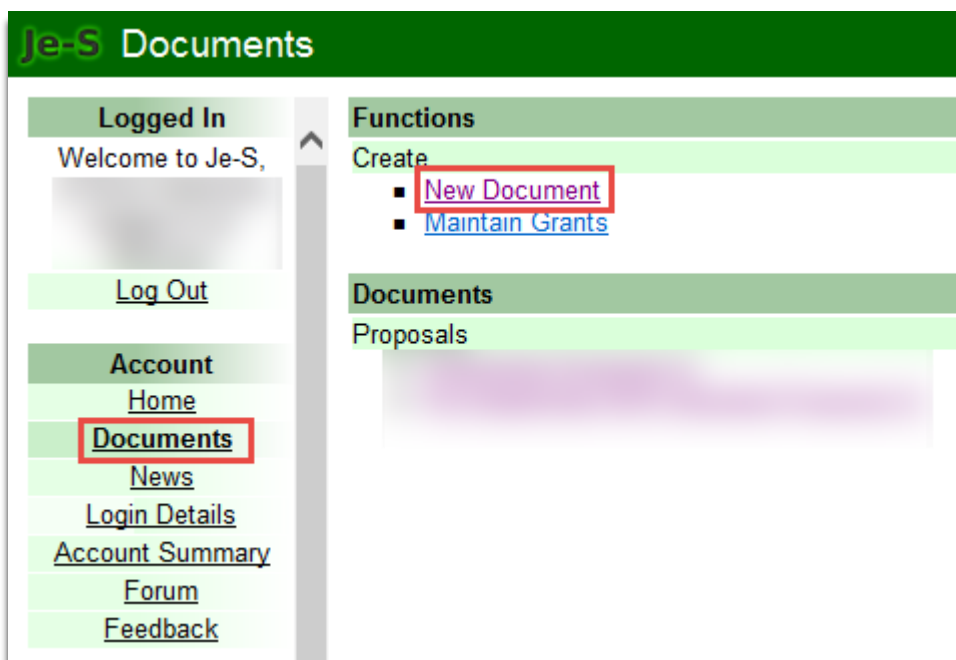 Je-S Documents
Logged In
Welcome to Je-S,
Log Out
Account
Home
Documents
News
Login Details
Account Summary
Forum
Feedback
Functions
Create
New Document
Maintain Grants
Documents
Proposals